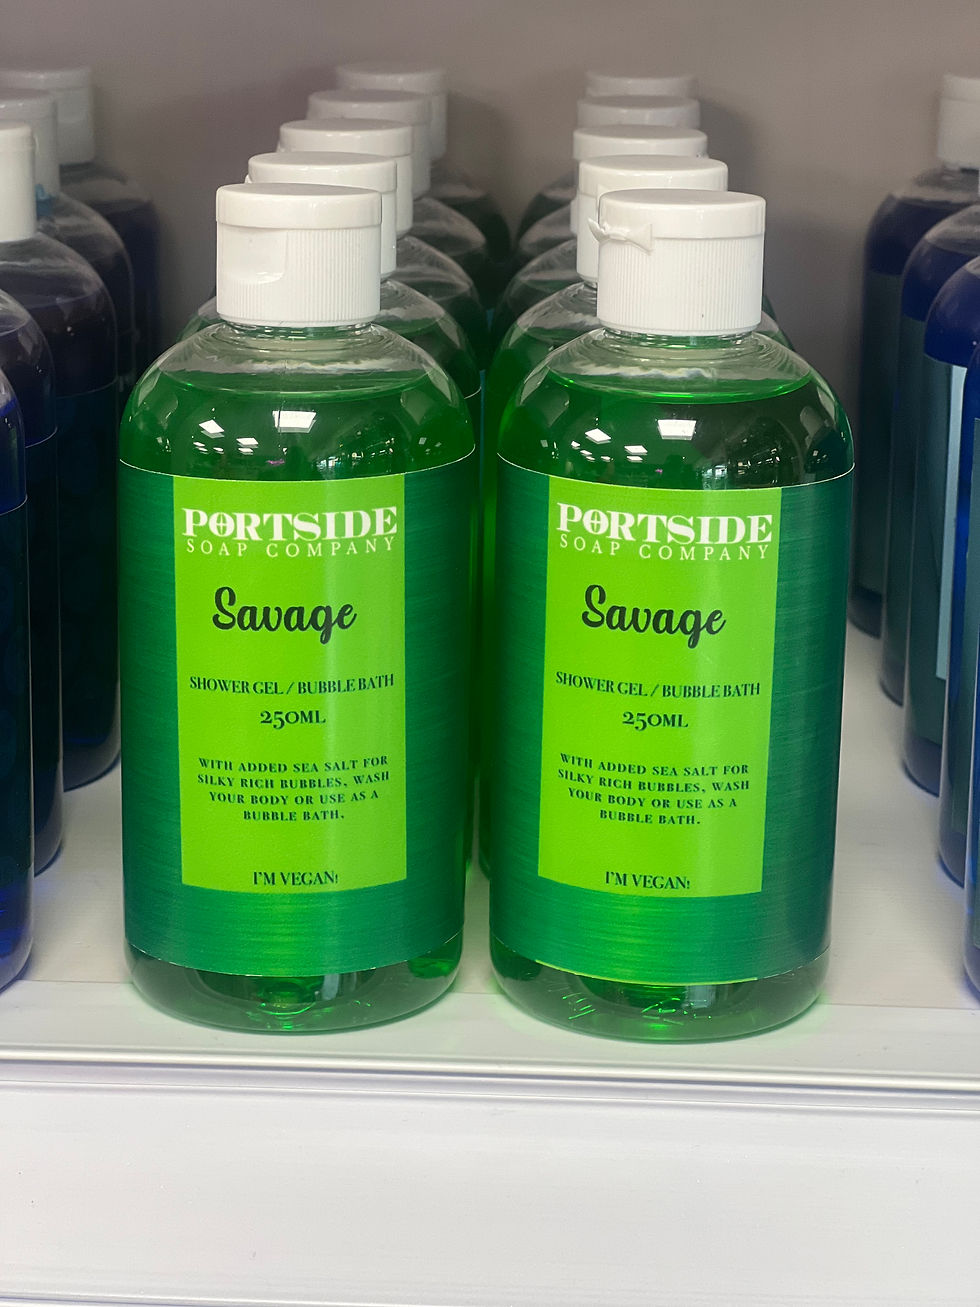 PORTSIDE
SOAP COMPANY
Savage
SHOWER GEL / BUBBLE BATH
250ML
WITH ADDED SEA SALT FOR
SILKY RICH BUBBLES, WASH
YOUR BODY OR USE AS A
BUBBLE BATH.
I'M VEGAN!
PORTSIDE
SOAP COMPANY
Savage
SHOWER GEL / BUBBLE BATH
250ML
WITH ADDED SEA SALT FOR
SILKY RICH BUBBLES, WASH
YOUR BODY OR USE AS A
BUBBLE BATH.
I'M VEGAN!